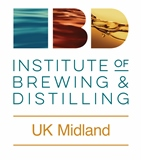 IBD
INSTITUTE OF
BREWING &
DISTILLING
UK Midland